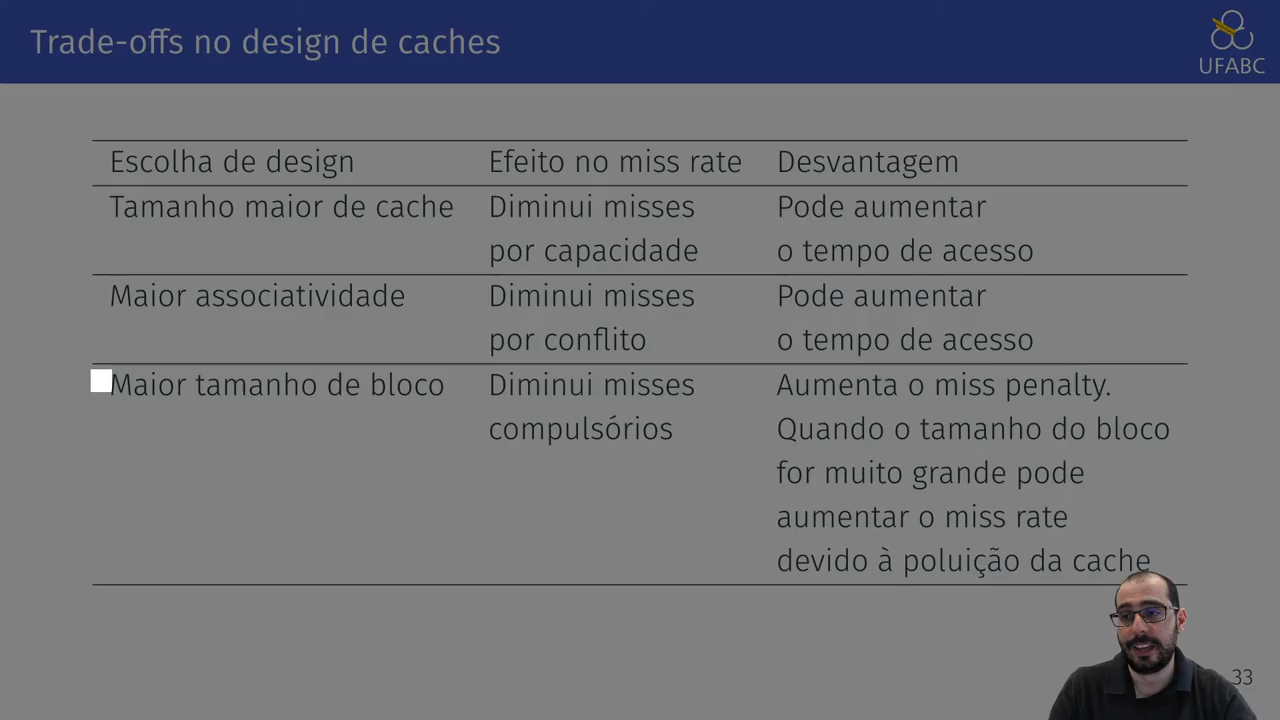 Trade-offs no design de caches
UFABC
Escolha de design Efeito no miss rate Desvantagem
Tamanho maior de cache Diminui misses Pode aumentar
por capacidade o tempo de acesso
Maior associatividade Diminui misses Pode aumentar
por conflito o tempo de acesso
Maior tamanho de bloco Diminui misses Aumenta o miss penalty.
compulsórios Quando o tamanho do bloco
for muito grande pode
aumentar o miss rate
devido à poluição da cache
33